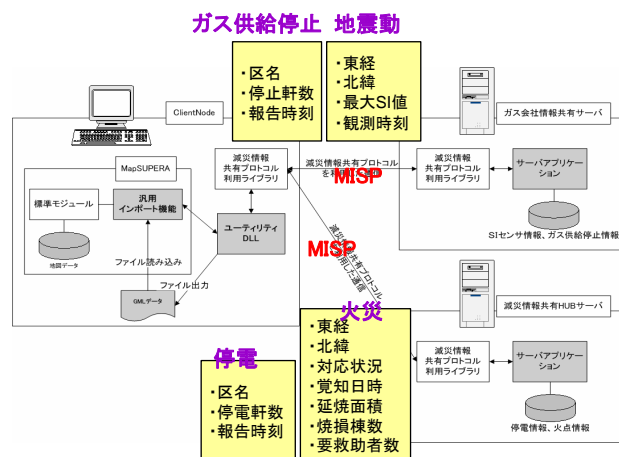 ガス供給停止 地震動
・区名
・停止軒数
・報告時刻
・東経
・北緯
・最大SI値
・観測時刻
ClientNode
ガス会社情報共有サーバ
MapSUPERA
減災情報
共有プロトコル
利用ライブラリ
減災情報共有プロトコル
MISP
減災情報
共有プロトコル
利用ライブラリ
サーバアプリケー
ション
標準モジュール
汎用
インポート機能
ユーティリティ
DLL
地図データ
SIセンサ情報、ガス供給停止情報
ファイル読み込み
ファイル出力
減災情報共有プロトコル
MISP
用した通信
GMLデータ
減災情報共有HUBサーバ
火災
・東経
・北緯
・対応状況
・覚知日時
・延焼面積
・焼損棟数
・要救助者数
停電
・区名
・停電軒数
・報告時刻
減災情報
共有プロトコル
利用ライブラリ
サーバアプリケー
ション
停電情報、火点情報